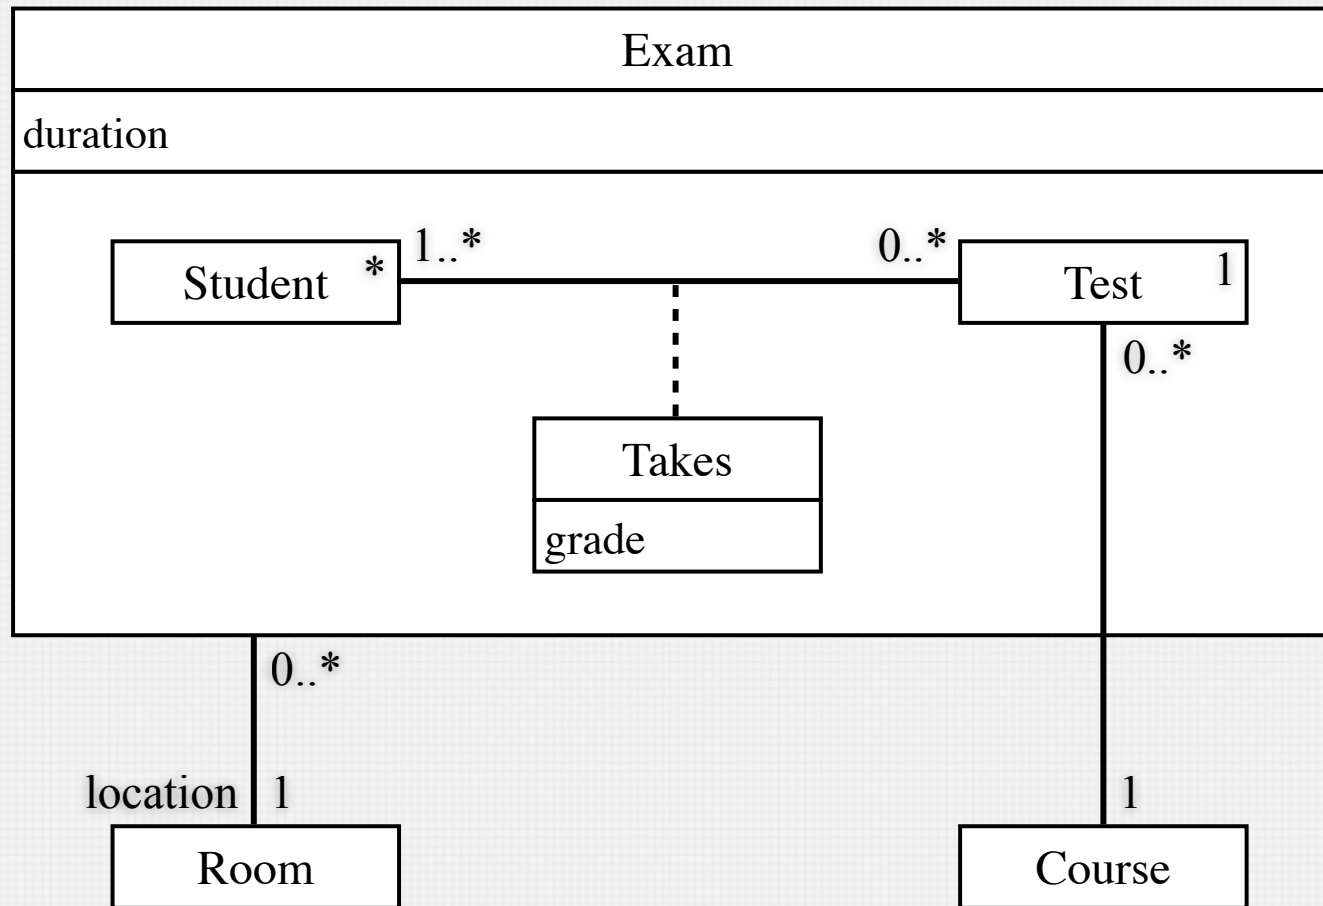 Exam
duration
1..*
0..*
Student
*
Test
1
0..*
Takes
grade
0..*
location
1
1
Room
Course